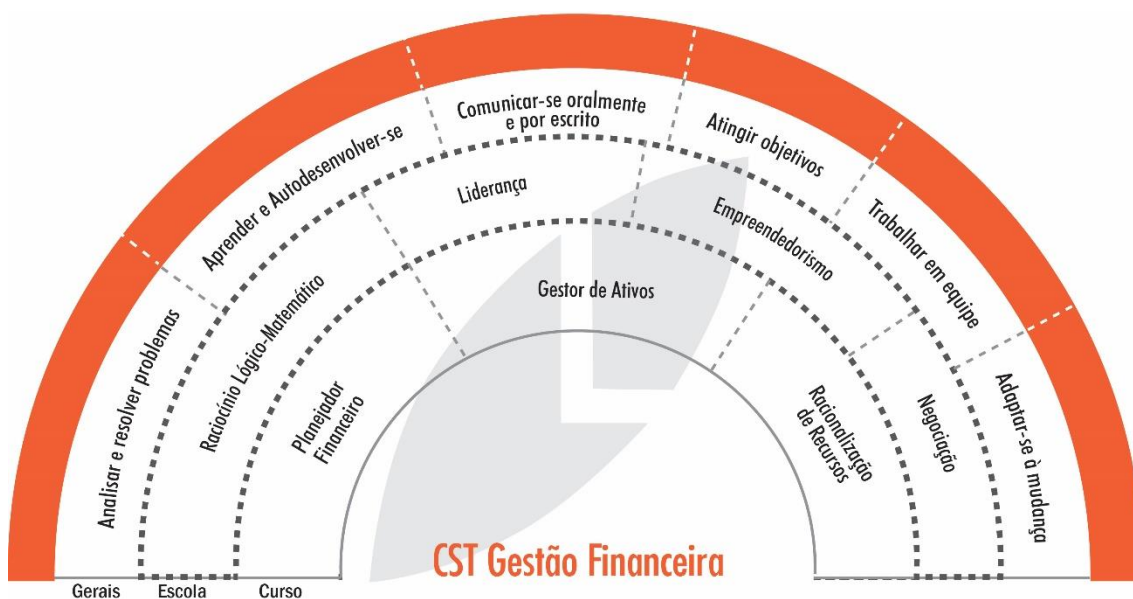 Analisar e resolver problemas
Aprender e Autodesenvolver-se
Comunicar-se oralmente
e por escrito
Atingir objetivos
Trabalhar em equipe
Adaptar-se à mudança
Raciocínio Lógico-Matemático
Liderança
Empreendedorismo
Negociação
Planejador
Financeiro
Gestor de Ativos
Racionalização
de Recursos
CST Gestão Financeira
Gerais
Escola
Curso